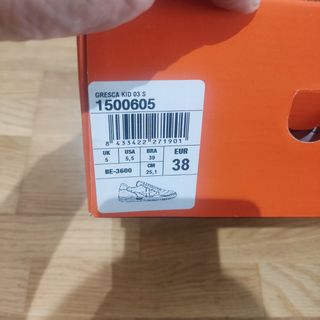 GRESCA KID 03 S
1500605
8 433422 271901
UK USA BRA EUR
5 5,5 39 38
BE-3600 CM
25,1